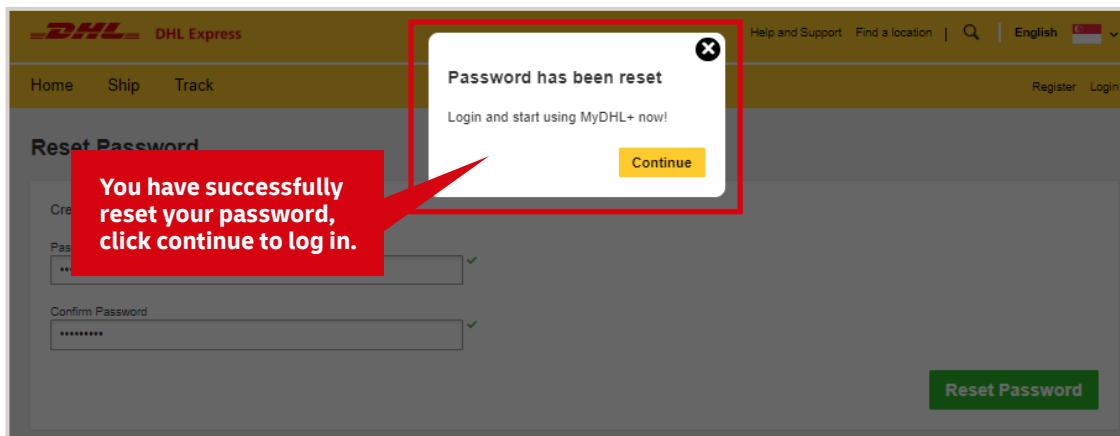 DHL DHL Express
Help and Support Find a location | English
Home Ship Track
Register Login
Password has been reset
Login and start using MyDHL+ now!
Continue
Reset Password
You have successfully
reset your password,
click continue to log in.
Cre
Pas
•••••••••
Confirm Password
•••••••••
Reset Password